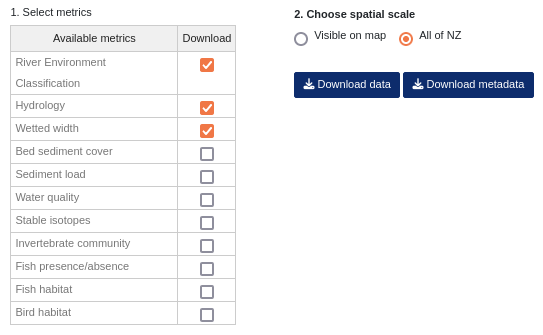 1. Select metrics
Available metrics Download
River Environment
Classification
Hydrology
Wetted width
Bed sediment cover
Sediment load
Water quality
Stable isotopes
Invertebrate community
Fish presence/absence
Fish habitat
Bird habitat
2. Choose spatial scale
Visible on map All of NZ
Download data Download metadata